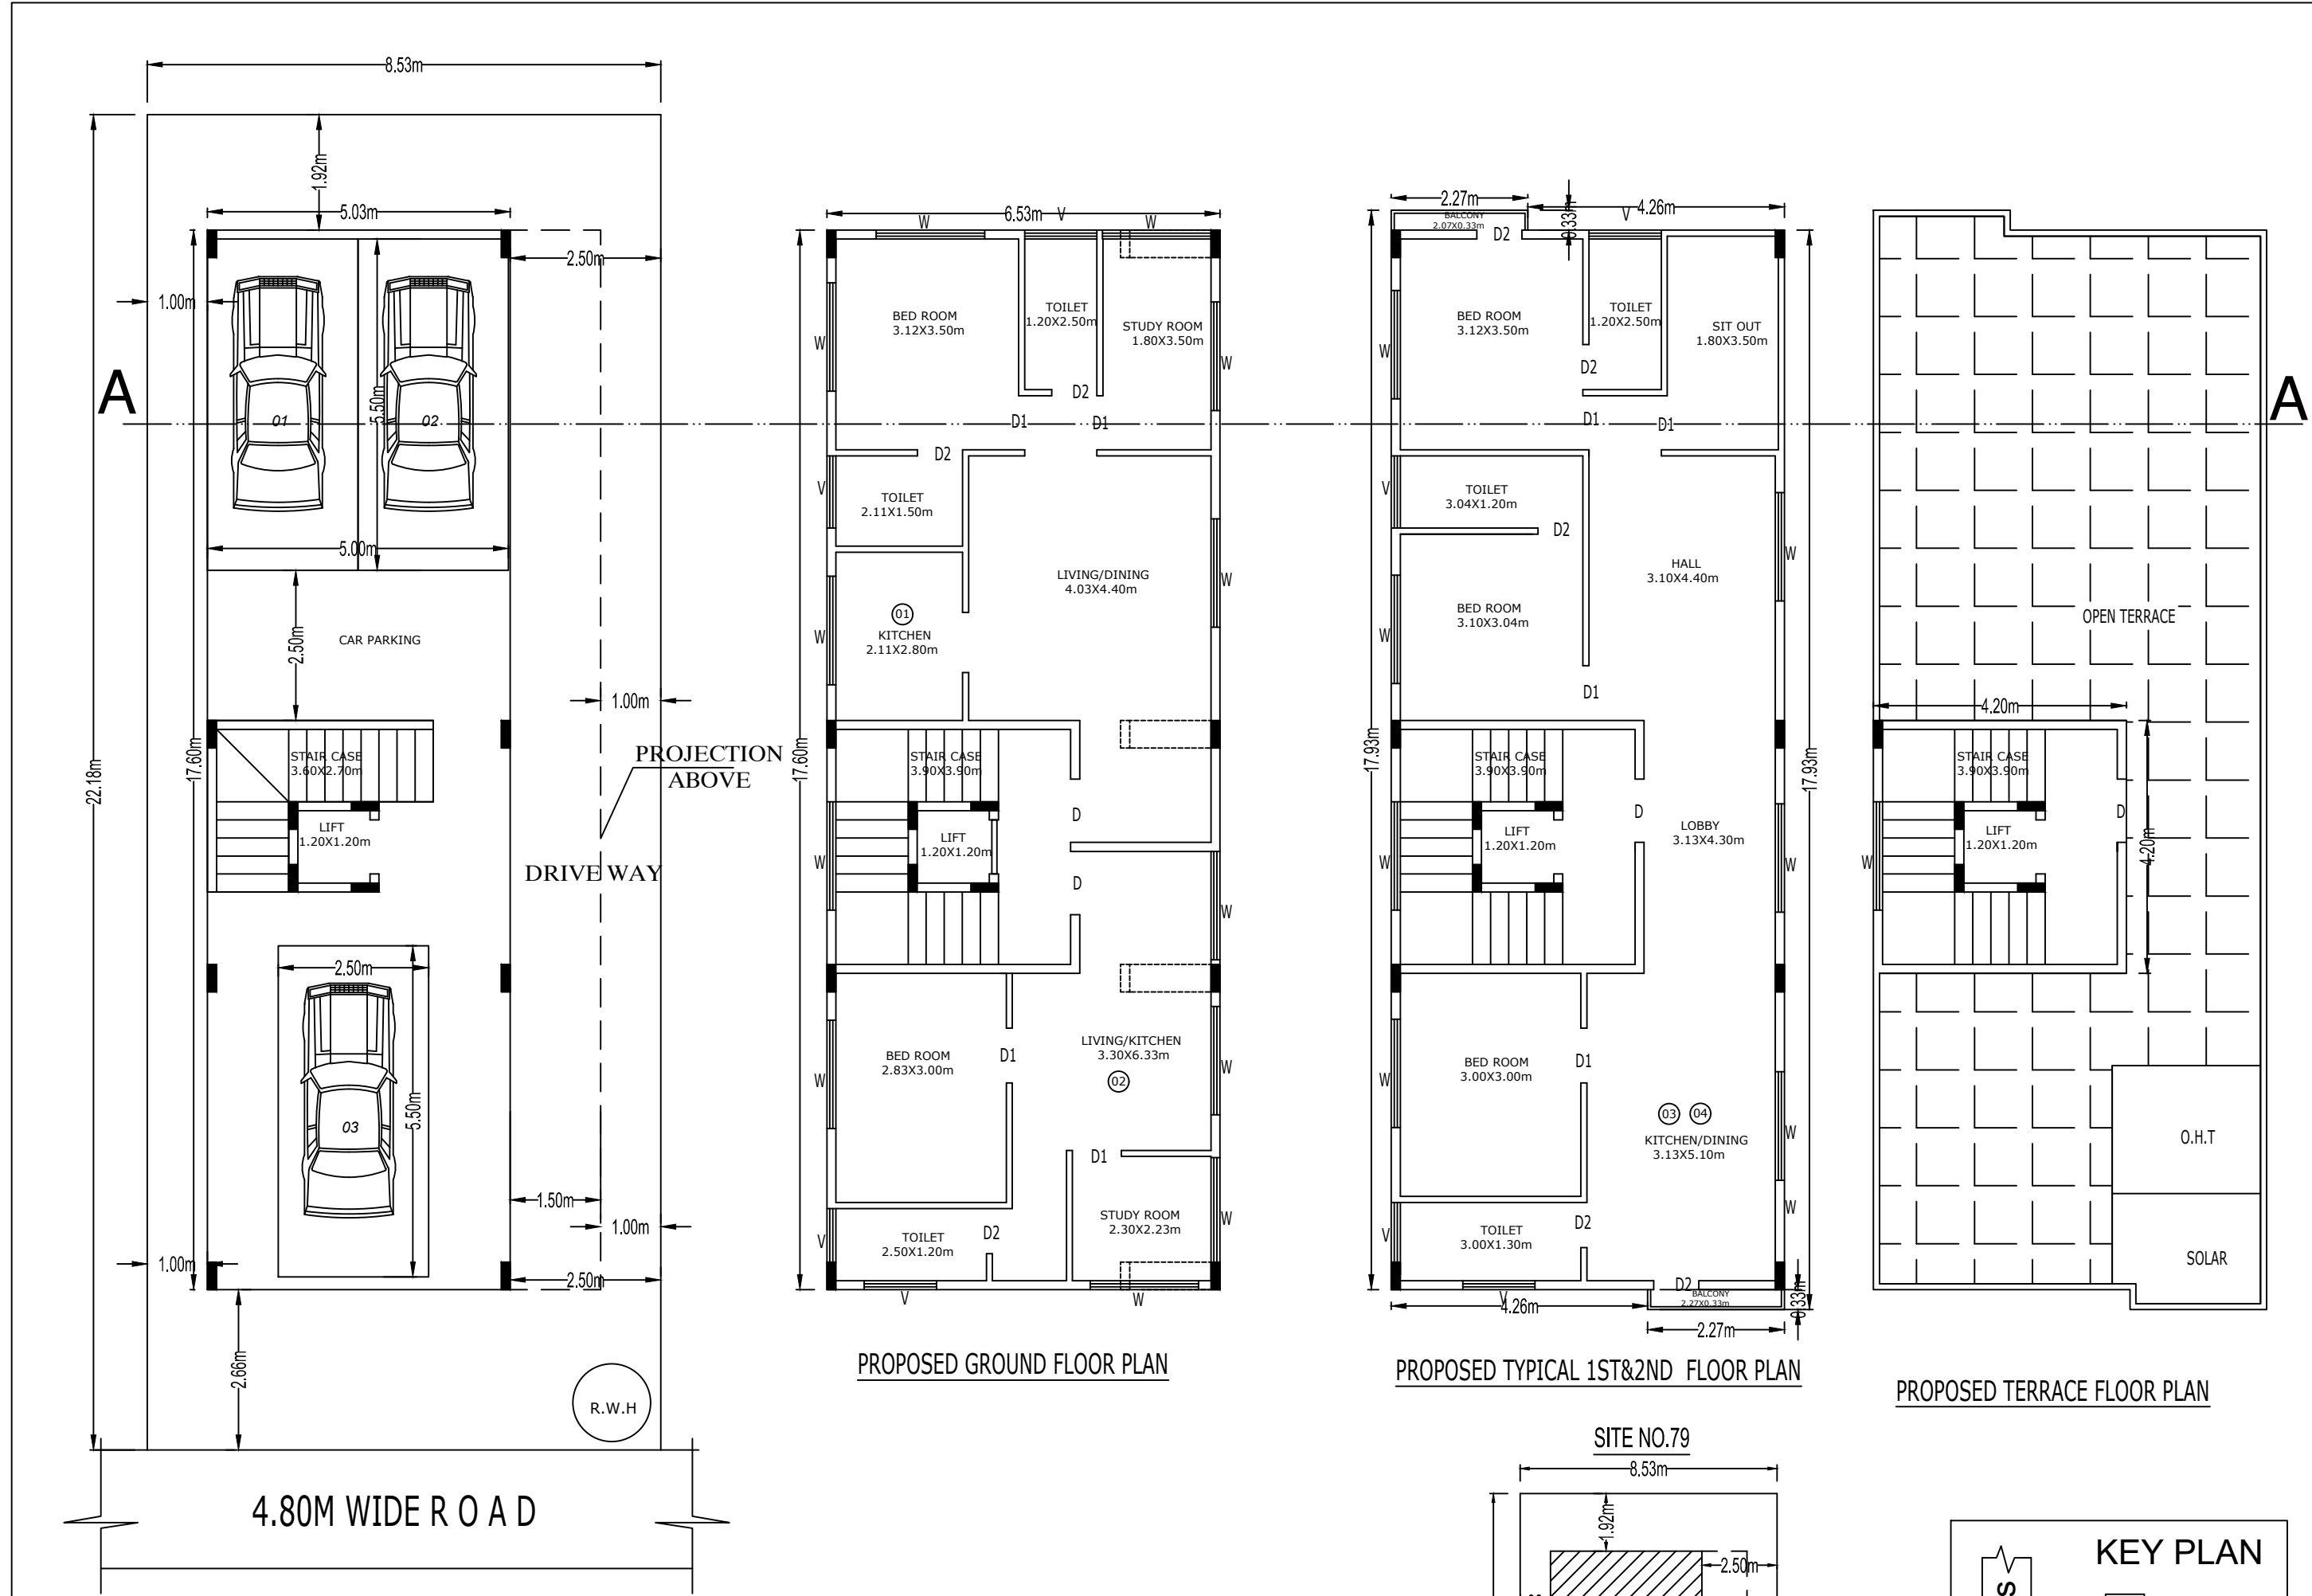 8.53m
1.92m
5.03m
2.50m
1.00m
A
01
02
5.50m
5.00m
2.50m
CAR PARKING
1.00m
22.18m
17.60m
STAIR CASE
3.60X2.70m
PROJECTION
ABOVE
LIFT
1.20X1.20m
DRIVE WAY
2.50m
5.50m
03
1.50m
1.00m
1.00m
2.50m
2.66m
R.W.H
4.80M WIDE R O A D
6.53m
W
V
W
BED ROOM
3.12X3.50m
TOILET
1.20X2.50m
STUDY ROOM
1.80X3.50m
W
W
D2
D1
D1
D2
V
TOILET
2.11X1.50m
LIVING/DINING
4.03X4.40m
W
01
KITCHEN
2.11X2.80m
W
17.60m
STAIR CASE
3.90X3.90m
D
LIFT
1.20X1.20m
W
D
W
BED ROOM
2.83X3.00m
D1
LIVING/KITCHEN
3.30X6.33m
02
W
W
D1
STUDY ROOM
2.30X2.23m
W
TOILET
2.50X1.20m
D2
V
V
W
PROPOSED GROUND FLOOR PLAN
2.27m
0.33m
V
4.26m
BALCONY
2.07X0.33m
D2
BED ROOM
3.12X3.50m
TOILET
1.20X2.50m
SIT OUT
1.80X3.50m
W
D2
D1
D1
V
TOILET
3.04X1.20m
D2
W
HALL
3.10X4.40m
BED ROOM
3.10X3.04m
W
D1
17.93m
17.93m
STAIR CASE
3.90X3.90m
D
LIFT
1.20X1.20m
LOBBY
3.13X4.30m
W
W
BED ROOM
3.00X3.00m
D1
W
03
04
KITCHEN/DINING
3.13X5.10m
W
W
TOILET
3.00X1.30m
D2
V
V
D2
BALCONY
2.27X0.33m
0.33m
4.26m
2.27m
PROPOSED TYPICAL 1ST&2ND FLOOR PLAN
A
OPEN TERRACE
4.20m
STAIR CASE
3.90X3.90m
D
LIFT
1.20X1.20m
4.20m
W
O.H.T
SOLAR
PROPOSED TERRACE FLOOR PLAN
SITE NO.79
8.53m
1.92m
2.50m
KEY PLAN